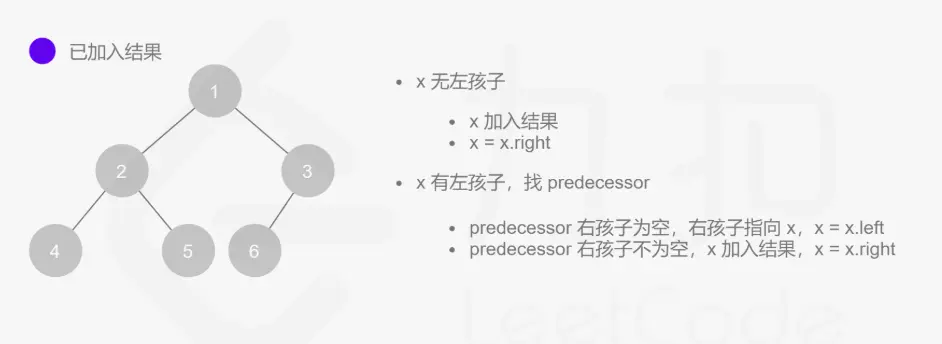 已加入结果
1
2
3
4
5
6
x 无左孩子
x 加入结果
x = x.right
x 有左孩子，找 predecessor
predecessor 右孩子为空，右孩子指向 x，x = x.left
predecessor 右孩子不为空，x 加入结果，x = x.right
力扣
LeetCode